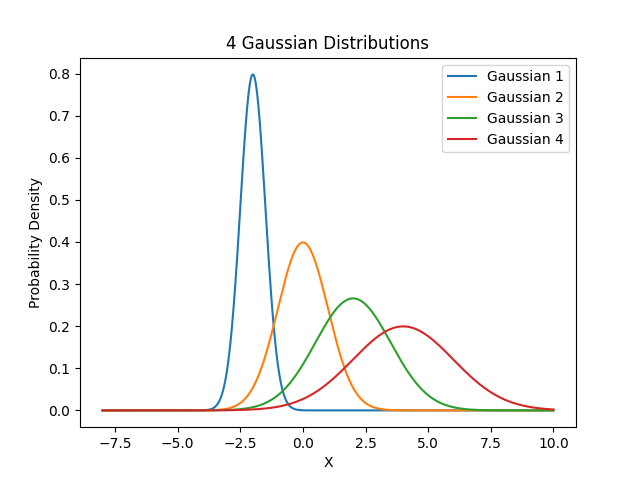 4 Gaussian Distributions
Gaussian 1
Gaussian 2
Gaussian 3
Gaussian 4
Probability Density
0.8
0.7
0.6
0.5
0.4
0.3
0.2
0.1
0.0
−7.5 −5.0 −2.5 0.0 2.5 5.0 7.5 10.0
X